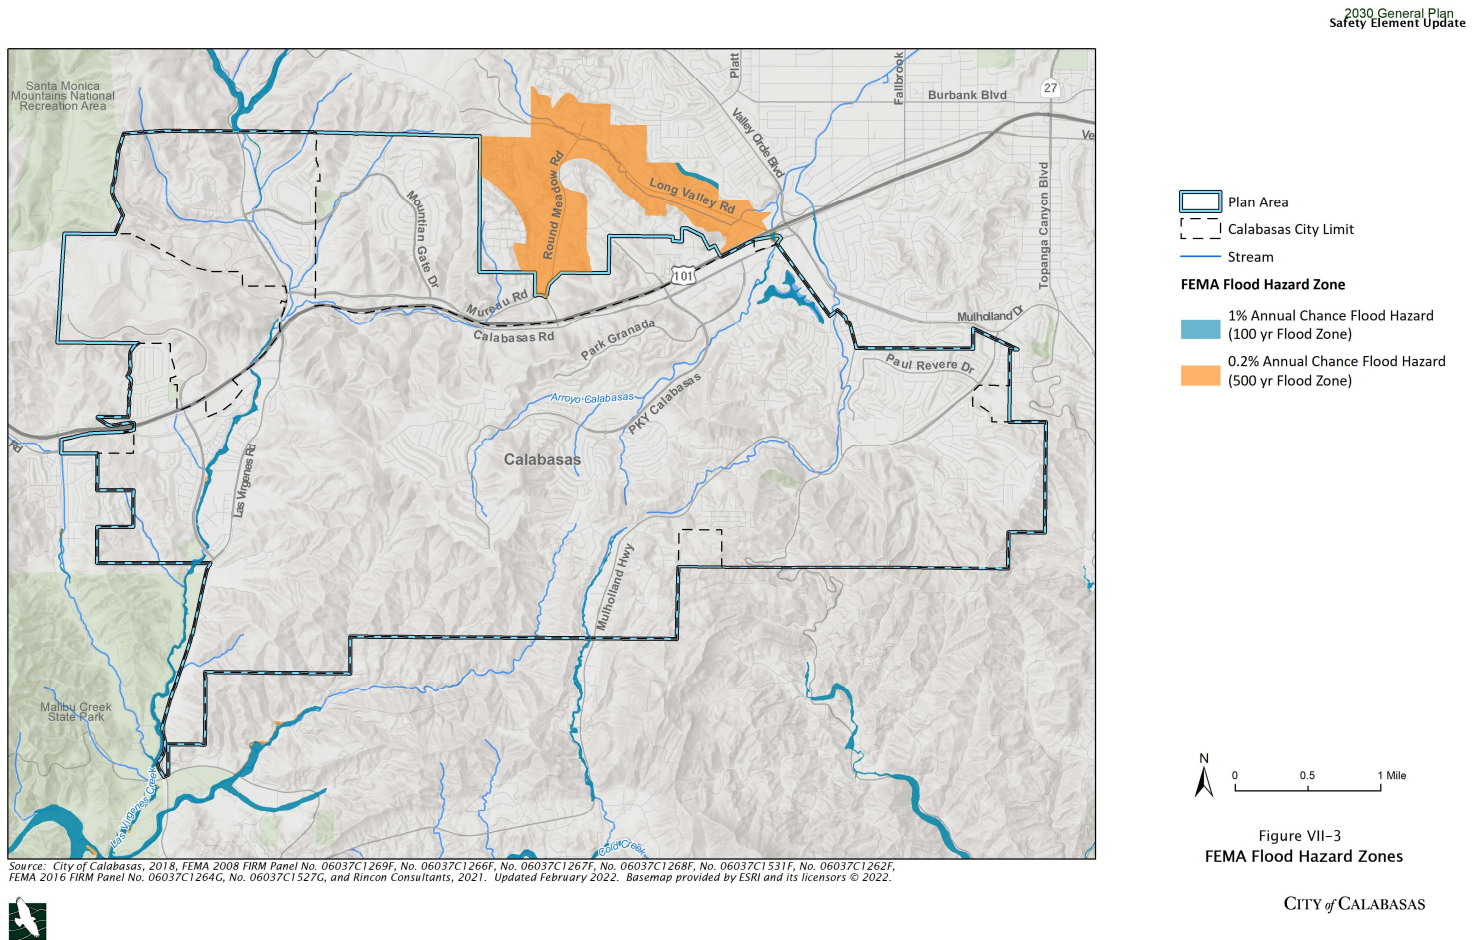 2030 General Plan
Safety Element Update
Santa Monica
Mountains National
Recreation Area
Platt
Fallbrook
Burbank Blvd
27
Valley Circle Blvd
Ve
Topanga Canycn Blvd
Round Meadow Rd
Long Valley Rd
Mountian Gate Dr
101
Mureau Rd
Calabasas Rd
Park Granada
Mulholland Dr
Paul Revere Dr
Arroyo Calabasas
PKY Calabasas
Rd
Calabasas
Las Virgenes Rd
Mulholland Hwy
Malibu Creek
State Park
Las Virgenes Creek
Cold Creek
Plan Area
Calabasas City Limit
Stream
FEMA Flood Hazard Zone
1% Annual Chance Flood Hazard
(100 yr Flood Zone)
0.2% Annual Chance Flood Hazard
(500 yr Flood Zone)
N
0 0.5 1 Mile
Figure VII-3
FEMA Flood Hazard Zones
Source: City of Calabasas, 2018, FEMA 2008 FIRM Panel No. 06037C1269F, No. 06037C1266F, No. 06037C1267F, No. 06037C1268F, No. 06037C1531F, No. 06037C1262F,
FEMA 2016 FIRM Panel No. 06037C1264G, No. 06037C1527G, and Rincon Consultants, 2021. Updated February 2022. Basemap provided by ESRI and its licensors © 2022.
CITY of CALABASAS